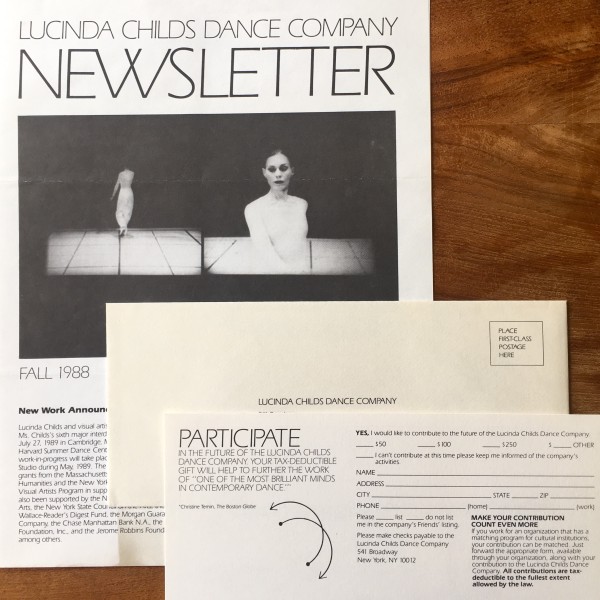 LUCINDA CHILDS DANCE COMPANY
NEWSLETTER
FALL 1988
New Work Announ
Lucinda Childs and visual artis
Ms. Childs's sixth major interd
July 27, 1989 in Cambridge, M
Harvard Summer Dance Cente
work-in-progress will take place
Studio during May, 1989. The
grants from the Massachusetts
Humanities and the New York
Visual Artists Program in supp
also been supported by the Na
Arts, the New York State Coun
Wallace-Reader's Digest Fund, the Morgan Guara
Company, the Chase Manhattan Bank N.A., the
Foundation, Inc., and the Jerome Robbins Found
among others.
PLACE
FIRST-CLASS
POSTAGE
HERE
LUCINDA CHILDS DANCE COMPANY
PARTICIPATE
IN THE FUTURE OF THE LUCINDA CHILDS
DANCE COMPANY. YOUR TAX-DEDUCTIBLE
GIFT WILL HELP TO FURTHER THE WORK
OF "ONE OF THE MOST BRILLIANT MINDS
IN CONTEMPORARY DANCE."*
*Christine Temin, The Boston Globe
YES, I would like to contribute to the future of the Lucinda Childs Dance Company.
$50 $100 $250 $ OTHER
I can't contribute at this time please keep me informed of the company's
activities.
NAME
ADDRESS
CITY STATE ZIP
PHONE (home) (work)
Please list do not list
me in the company's Friends' listing.
Please make checks payable to the
Lucinda Childs Dance Company
541 Broadway
New York, NY 10012
MAKE YOUR CONTRIBUTION
COUNT EVEN MORE
If you work for an organization that has a
matching program for cultural institutions,
your contribution can be matched. Just
forward the appropriate form, available
through your organization, along with your
contribution to the Lucinda Childs Dance
Company. All contributions are tax-
deductible to the fullest extent
allowed by the law.